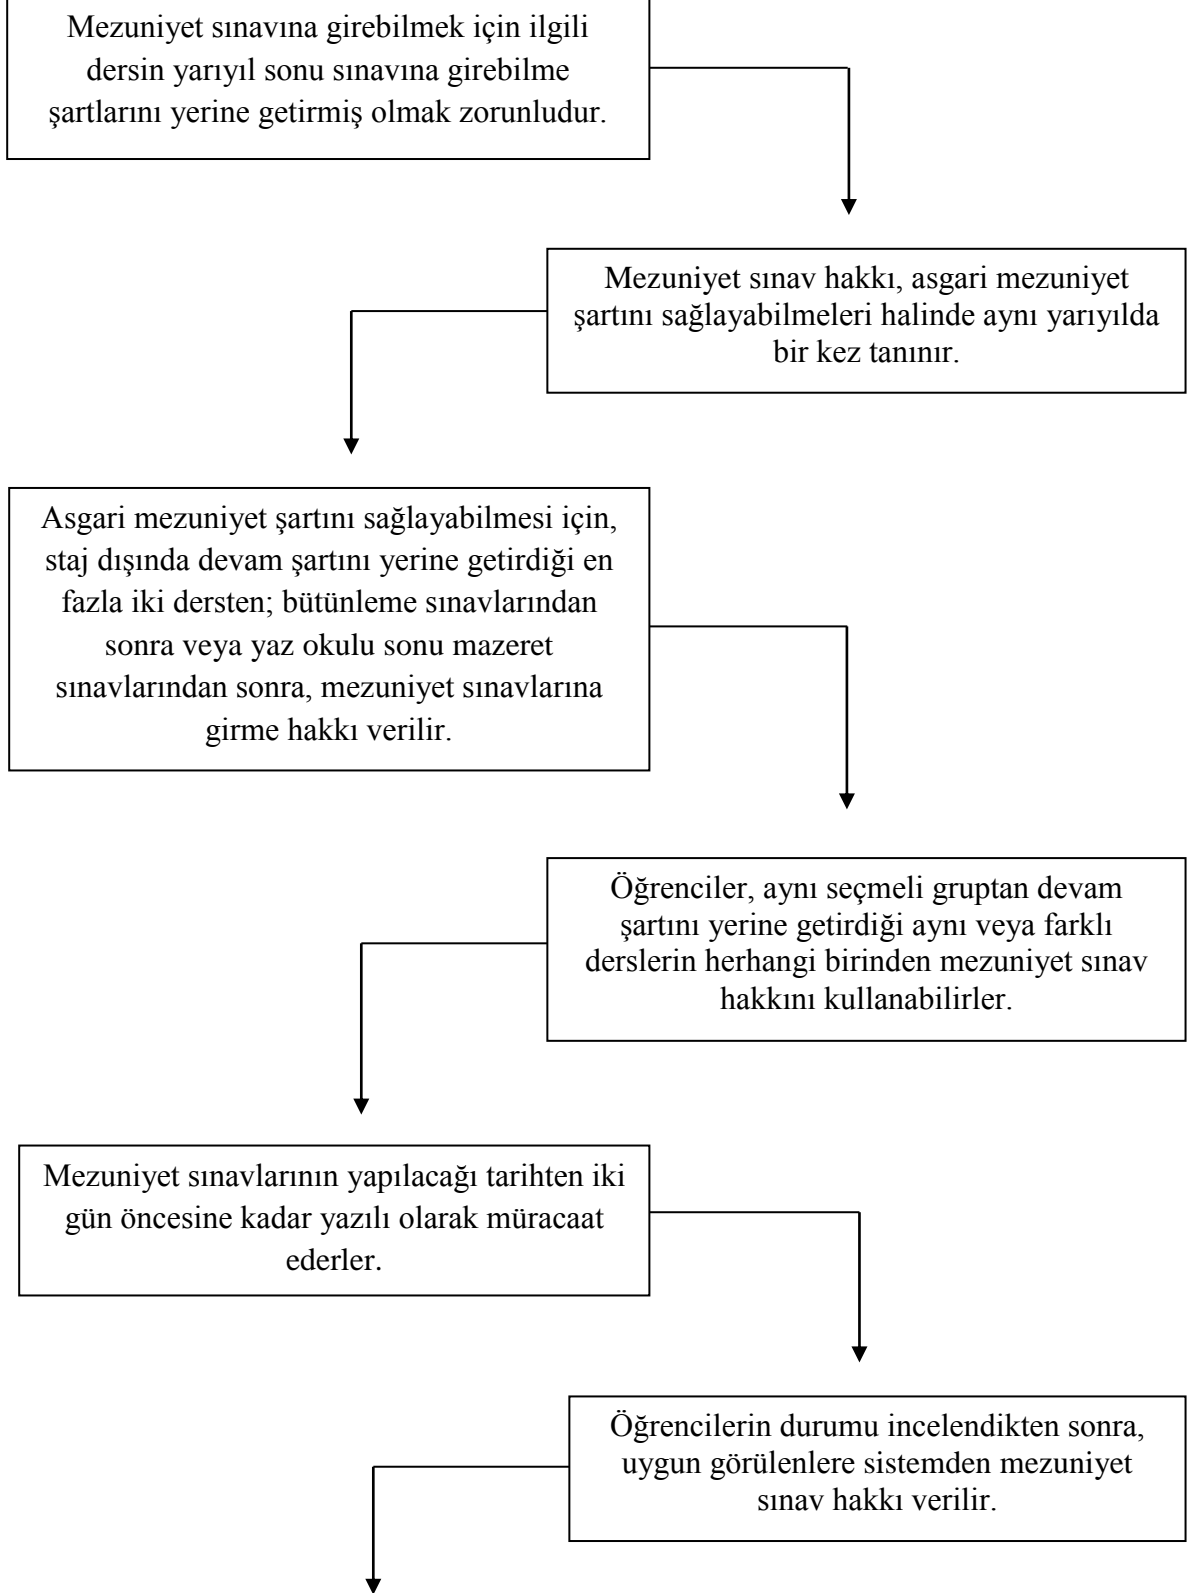 Mezuniyet sınavına girebilmek için ilgili
dersin yarıyıl sonu sınavına girebilme
şartlarını yerine getirmiş olmak zorunludur.
Mezuniyet sınav hakkı, asgari mezuniyet
şartını sağlayabilmeleri halinde aynı yarıyılda
bir kez tanınır.
Asgari mezuniyet şartını sağlayabilmesi için,
staj dışında devam şartını yerine getirdiği en
fazla iki dersten; bütünleme sınavlarından
sonra veya yaz okulu sonu mazeret
sınavlarından sonra, mezuniyet sınavlarına
girme hakkı verilir.
Öğrenciler, aynı seçmeli gruptan devam
şartını yerine getirdiği aynı veya farklı
derslerin herhangi birinden mezuniyet sınav
hakkını kullanabilirler.
Mezuniyet sınavlarının yapılacağı tarihten iki
gün öncesine kadar yazılı olarak müracaat
ederler.
Öğrencilerin durumu incelendikten sonra,
uygun görülenlere sistemden mezuniyet
sınav hakkı verilir.